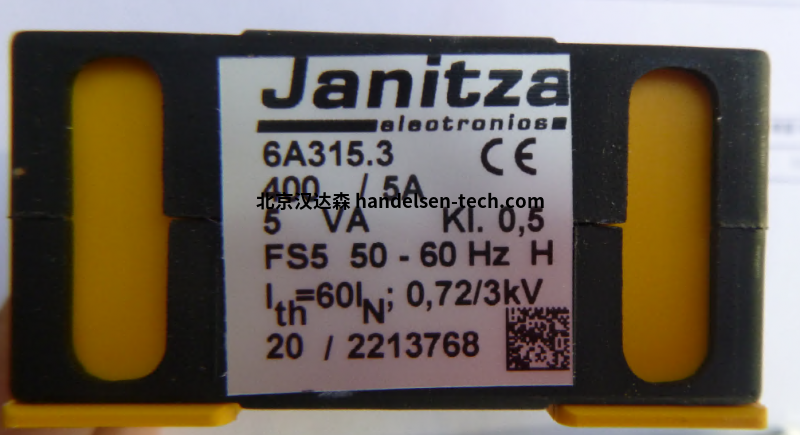 Janitza
electronics
6A315.3 CE
400 / 5A
北京汉达森 handelsen-tech.com
5 VA Kl. 0,5
FS5 50 - 60 Hz H
Ith=60IN; 0,72/3kV
20 / 2213768